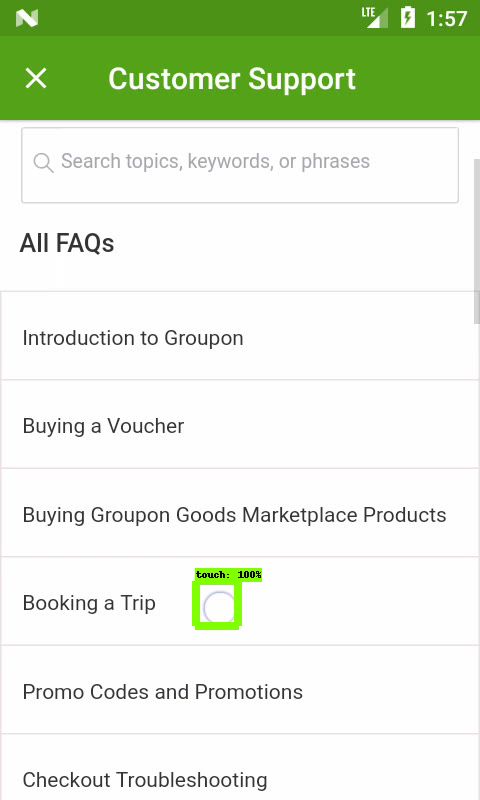 LTE 1:57
Customer Support
Search topics, keywords, or phrases
All FAQs
Introduction to Groupon
Buying a Voucher
Buying Groupon Goods Marketplace Products
touch: 100%
Booking a Trip
Promo Codes and Promotions
Checkout Troubleshooting